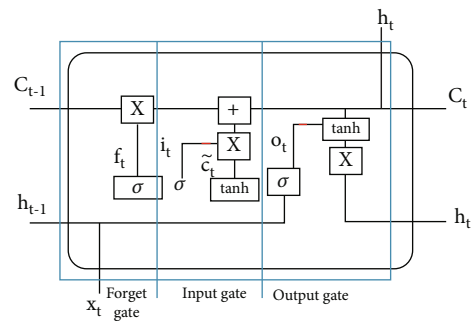 h_t
C_{t-1}
X
+
C_t
tanh
f_t
i_t
X
o_t
X
c̃_t
σ
σ
tanh
σ
h_{t-1}
h_t
x_t
Forget gate
Input gate
Output gate